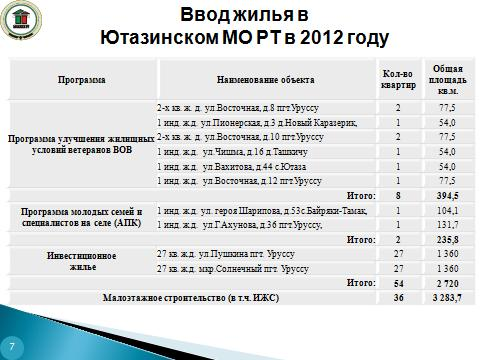 Ввод жилья в
Ютазинском МО РТ в 2012 году
Программа Наименование объекта Кол-во квартир Общая площадь кв.м.
Программа улучшения жилищных условий ветеранов ВОВ
2-х кв. ж. д. ул.Восточная, д.8 пгт.Уруссу 2 77,5
1 инд. ж.д. ул.Пионерская, д.3 д.Новый Каразерик, 1 54,0
2-х кв. ж. д. ул.Восточная, д.10 пгт.Уруссу 2 77,5
1 инд. ж.д. ул.Чишма, д.16 д.Ташкичу 1 54,0
1 инд. ж.д. ул.Вахитова, д.44 с.Ютаза 1 54,0
1 инд. ж.д. ул.Восточная, д.12 пгт.Уруссу 1 77,5
Итого: 8 394,5
Программа молодых семей и специалистов на селе (АПК)
1 инд. ж.д. ул. героя Шарипова, д.53с.Байряки-Тамак, 1 104,1
1 инд. ж.д. ул.Г.Ахунова, д.36 пгт.Уруссу, 1 131,7
Итого: 2 235,8
Инвестиционное жилье
27 кв. ж.д. ул.Пушкина пгт. Уруссу 27 1 360
27 кв. ж.д. мкр.Солнечный пгт. Уруссу 27 1 360
Итого: 54 2 720
Малоэтажное строительство (в т.ч. ИЖС) 36 3 283,7
7